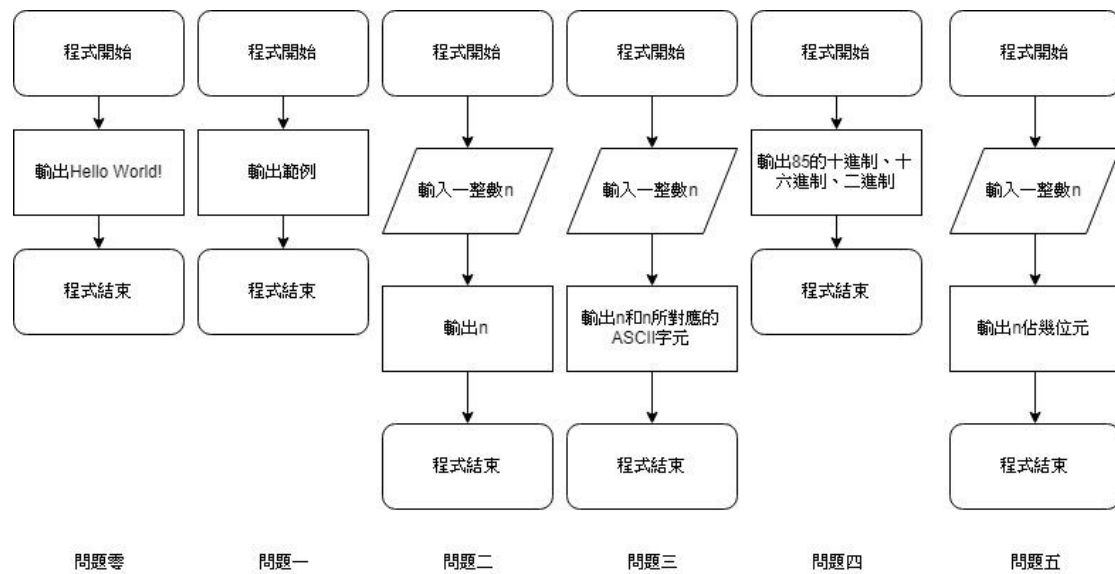 程式開始
輸出Hello World!
程式結束
問題零
程式開始
輸出範例
程式結束
問題一
程式開始
輸入一整數n
輸出n
程式結束
問題二
程式開始
輸入一整數n
輸出n和n所對應的
ASCII字元
程式結束
問題三
程式開始
輸出85的十進制、十
六進制、二進制
程式結束
問題四
程式開始
輸入一整數n
輸出n佔幾位元
程式結束
問題五